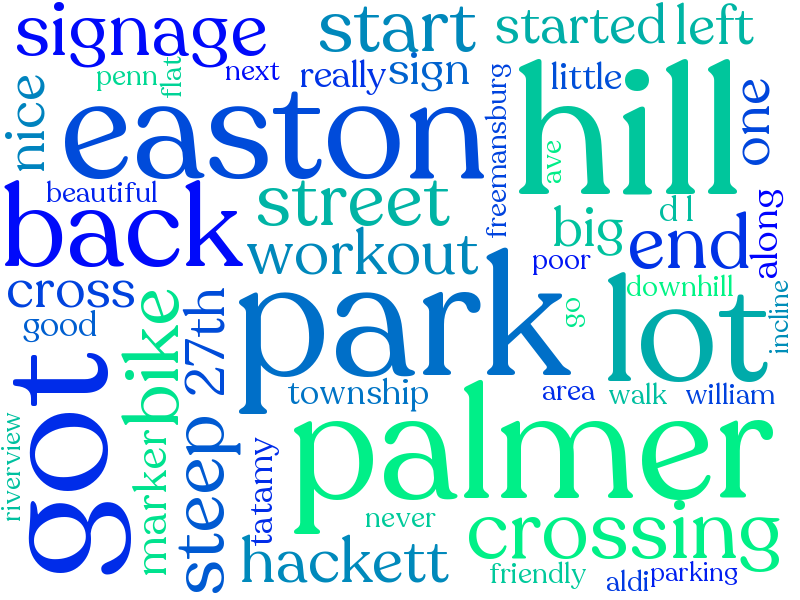 signage
start
started
left
penn
flat
next
really
sign
little
nice
easton
freemansburg
hill
ave
one
beautiful
back
street
workout
big
d l
end
along
poor
cross
good
park
go
lot
downhill
incline
bike
27th
township
area
walk
william
got
riverview
marker
steep
tatamy
palmer
never
crossing
hackett
friendly
aldi
parking